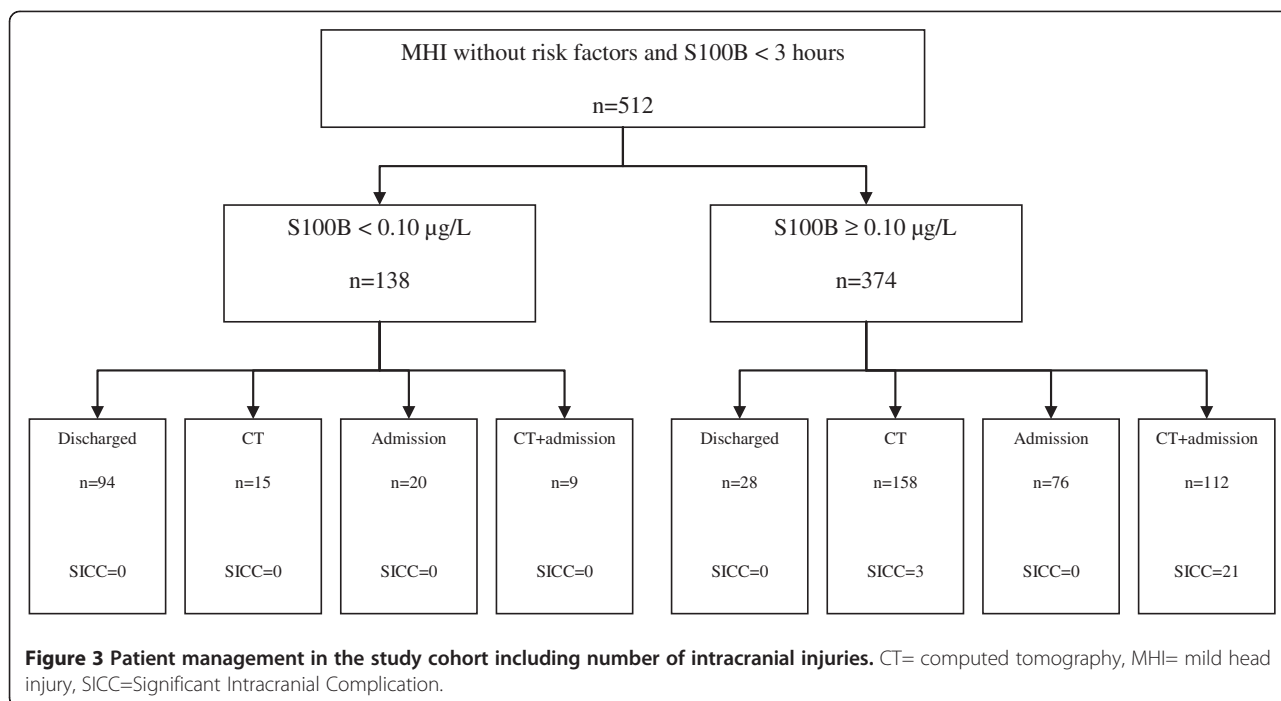 MHI without risk factors and S100B < 3 hours
n=512
S100B < 0.10 µg/L
n=138
S100B ≥ 0.10 µg/L
n=374
Discharged
n=94
SICC=0
CT
n=15
SICC=0
Admission
n=20
SICC=0
CT+admission
n=9
SICC=0
Discharged
n=28
SICC=0
CT
n=158
SICC=3
Admission
n=76
SICC=0
CT+admission
n=112
SICC=21
Figure 3 Patient management in the study cohort including number of intracranial injuries. CT= computed tomography, MHI= mild head
injury, SICC=Significant Intracranial Complication.